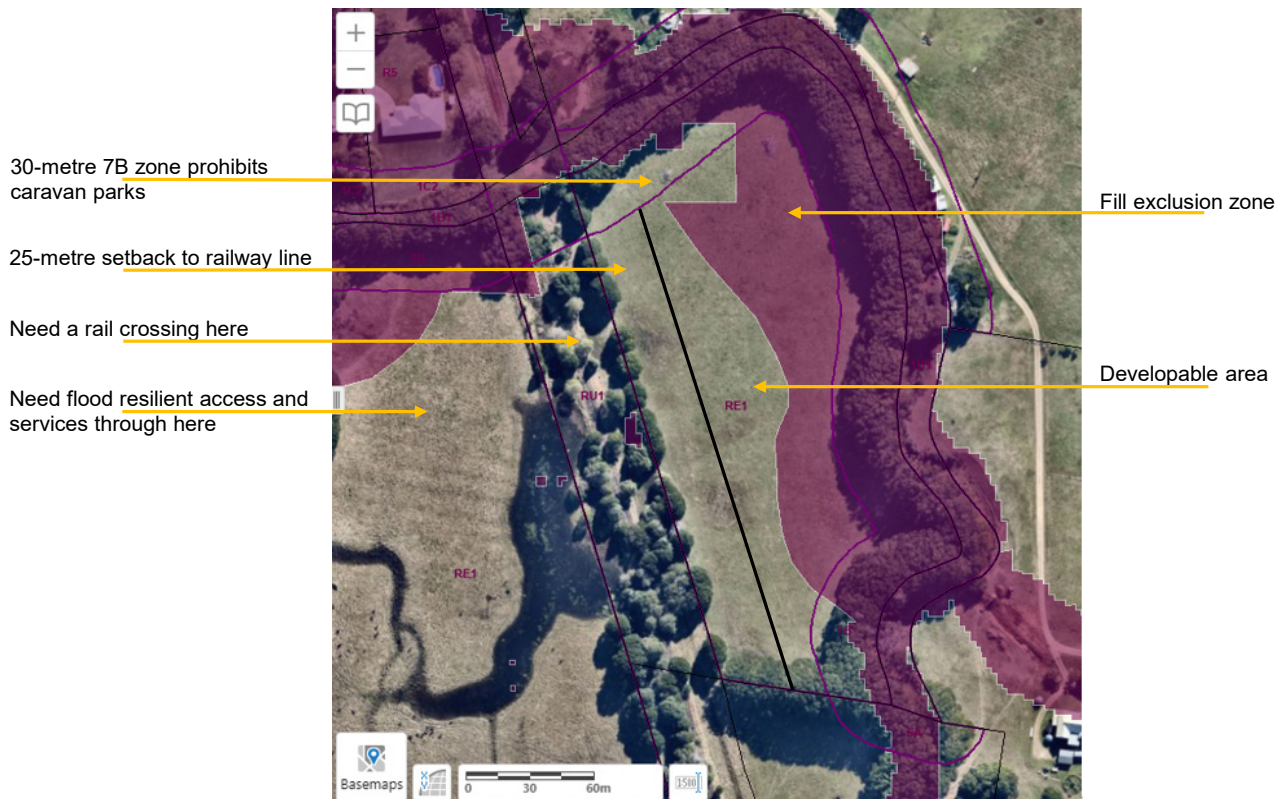 30-metre 7B zone prohibits
caravan parks
25-metre setback to railway line
Need a rail crossing here
Need flood resilient access and
services through here
Fill exclusion zone
Developable area
+
−
R5
1C2
RU1
RE1
RE1
Basemaps
X
Y
0 30 60m